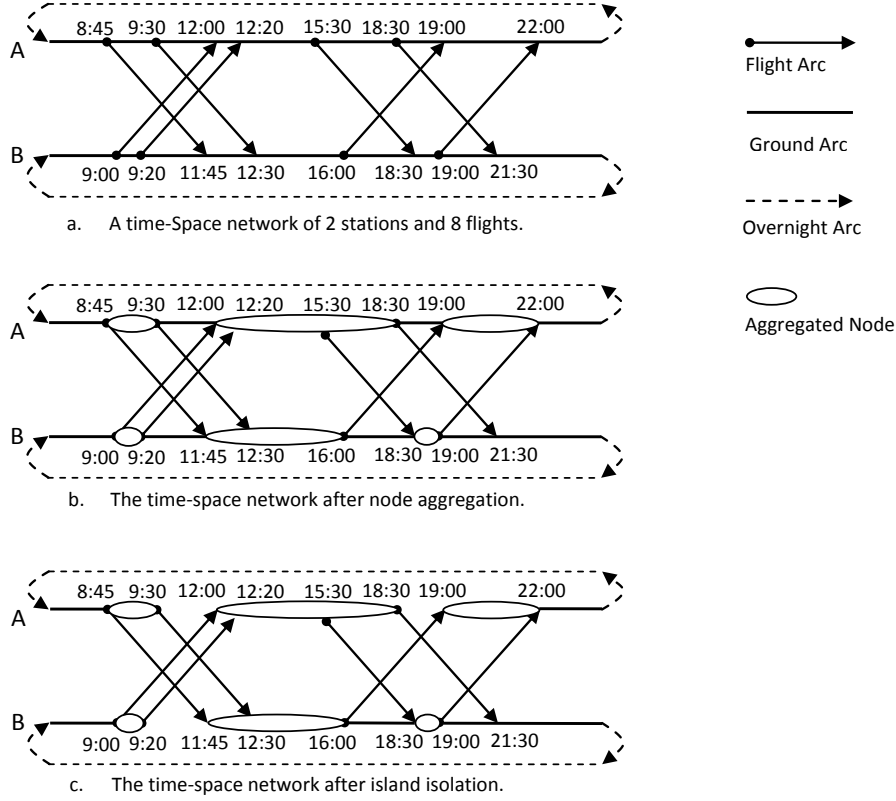 8:45 9:30 12:00 12:20 15:30 18:30 19:00 22:00
A
B
9:00 9:20 11:45 12:30 16:00 18:30 19:00 21:30
a. A time-Space network of 2 stations and 8 flights.
Flight Arc
Ground Arc
Overnight Arc
Aggregated Node
8:45 9:30 12:00 12:20 15:30 18:30 19:00 22:00
A
B
9:00 9:20 11:45 12:30 16:00 18:30 19:00 21:30
b. The time-space network after node aggregation.
8:45 9:30 12:00 12:20 15:30 18:30 19:00 22:00
A
B
9:00 9:20 11:45 12:30 16:00 18:30 19:00 21:30
c. The time-space network after island isolation.